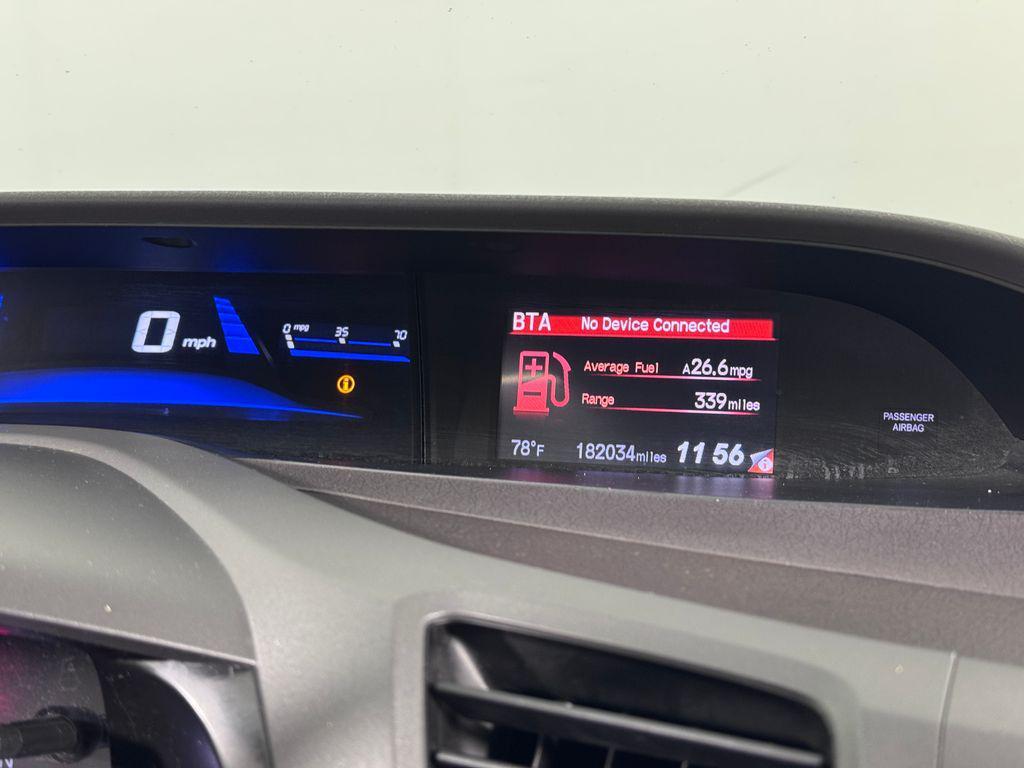 0 mph
0 mpg 35 70
BTA No Device Connected
Average Fuel A26.6mpg
Range 339miles
78°F 182034miles 11 56
PASSENGER
AIRBAG
N